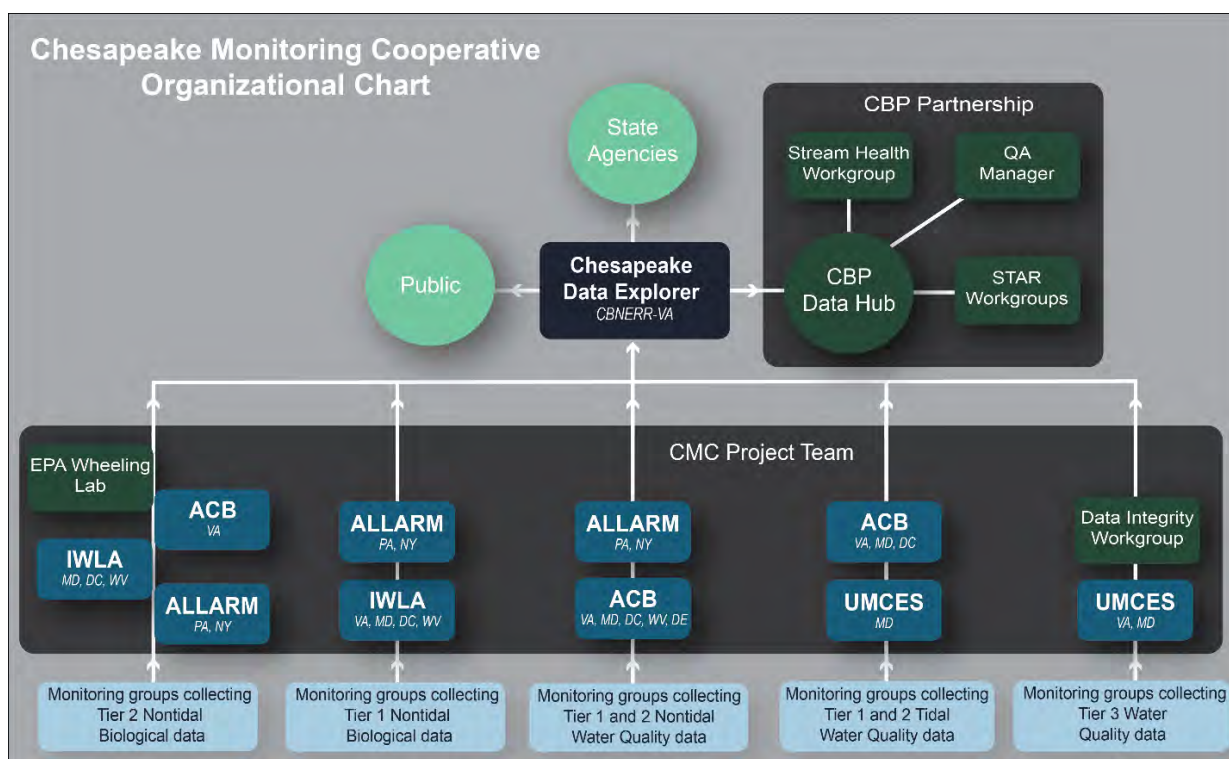 Chesapeake Monitoring Cooperative
Organizational Chart
State
Agencies
Public
Chesapeake
Data Explorer
CBNERR-VA
CBP Partnership
Stream Health
Workgroup
QA
Manager
CBP
Data Hub
STAR
Workgroups
CMC Project Team
EPA Wheeling
Lab
ACB
VA
IWLA
MD, DC, WV
ALLARM
PA, NY
ALLARM
PA, NY
IWLA
VA, MD, DC, WV
ALLARM
PA, NY
ACB
VA, MD, DC, WV, DE
ACB
VA, MD, DC
UMCES
MD
Data Integrity
Workgroup
UMCES
VA, MD
Monitoring groups collecting
Tier 2 Nontidal
Biological data
Monitoring groups collecting
Tier 1 Nontidal
Biological data
Monitoring groups collecting
Tier 1 and 2 Nontidal
Water Quality data
Monitoring groups collecting
Tier 1 and 2 Tidal
Water Quality data
Monitoring groups collecting
Tier 3 Water
Quality data